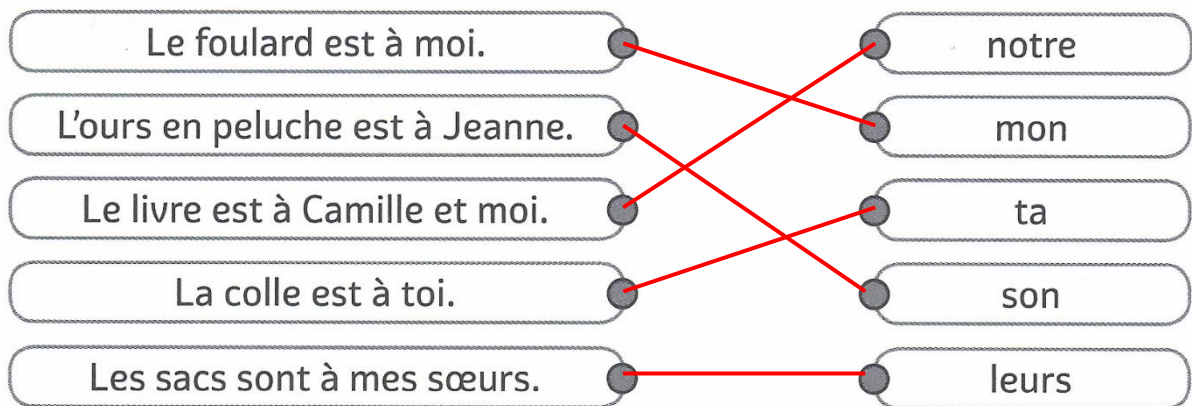 Le foulard est à moi.
notre
L'ours en peluche est à Jeanne.
mon
Le livre est à Camille et moi.
ta
La colle est à toi.
son
Les sacs sont à mes sœurs.
leurs